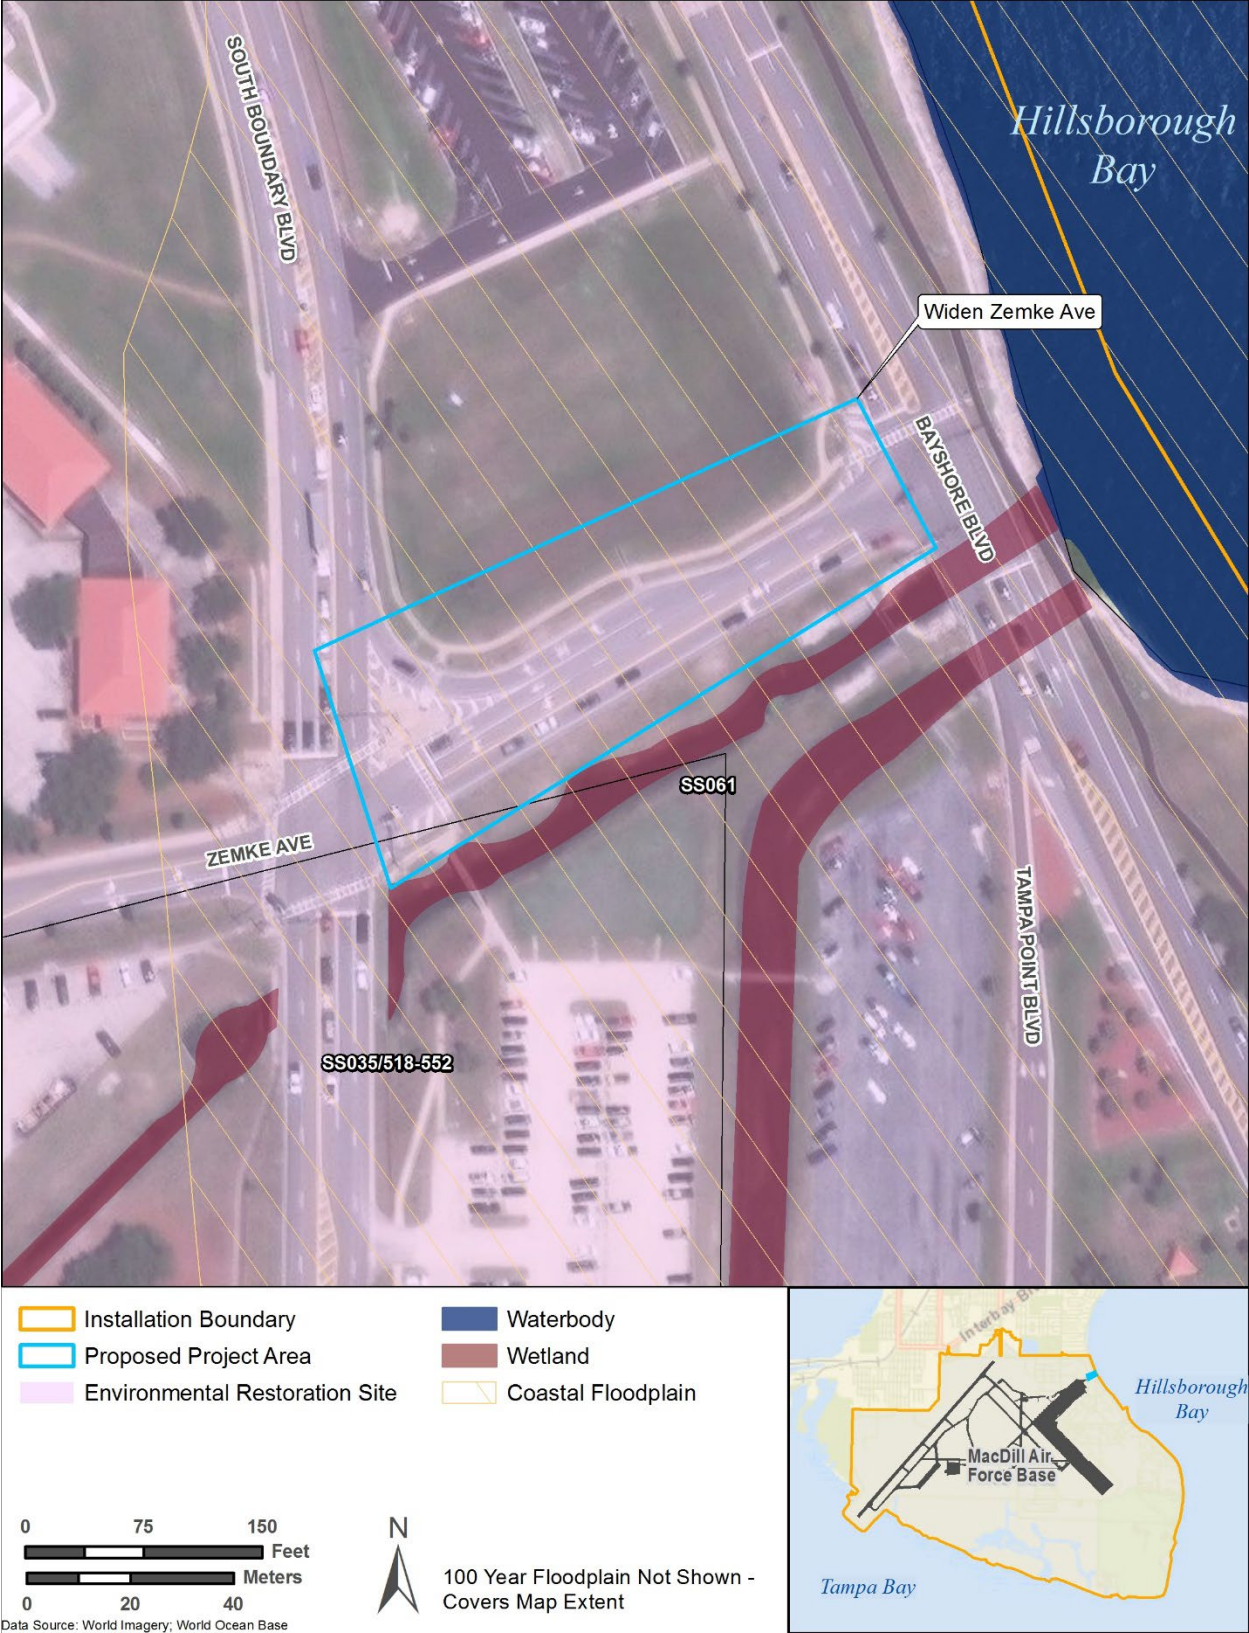 SOUTH BOUNDARY BLVD
Hillsborough
Bay
Widen Zemke Ave
BAYSHORE BLVD
SS061
ZEMKE AVE
TAMPA POINT BLVD
SS035/518-552
Installation Boundary
Proposed Project Area
Environmental Restoration Site
Waterbody
Wetland
Coastal Floodplain
0 75 150
Feet
Meters
0 20 40
Data Source: World Imagery; World Ocean Base
N
100 Year Floodplain Not Shown -
Covers Map Extent
Interbay
Hillsborough
Bay
MacDill Air
Force Base
Tampa Bay